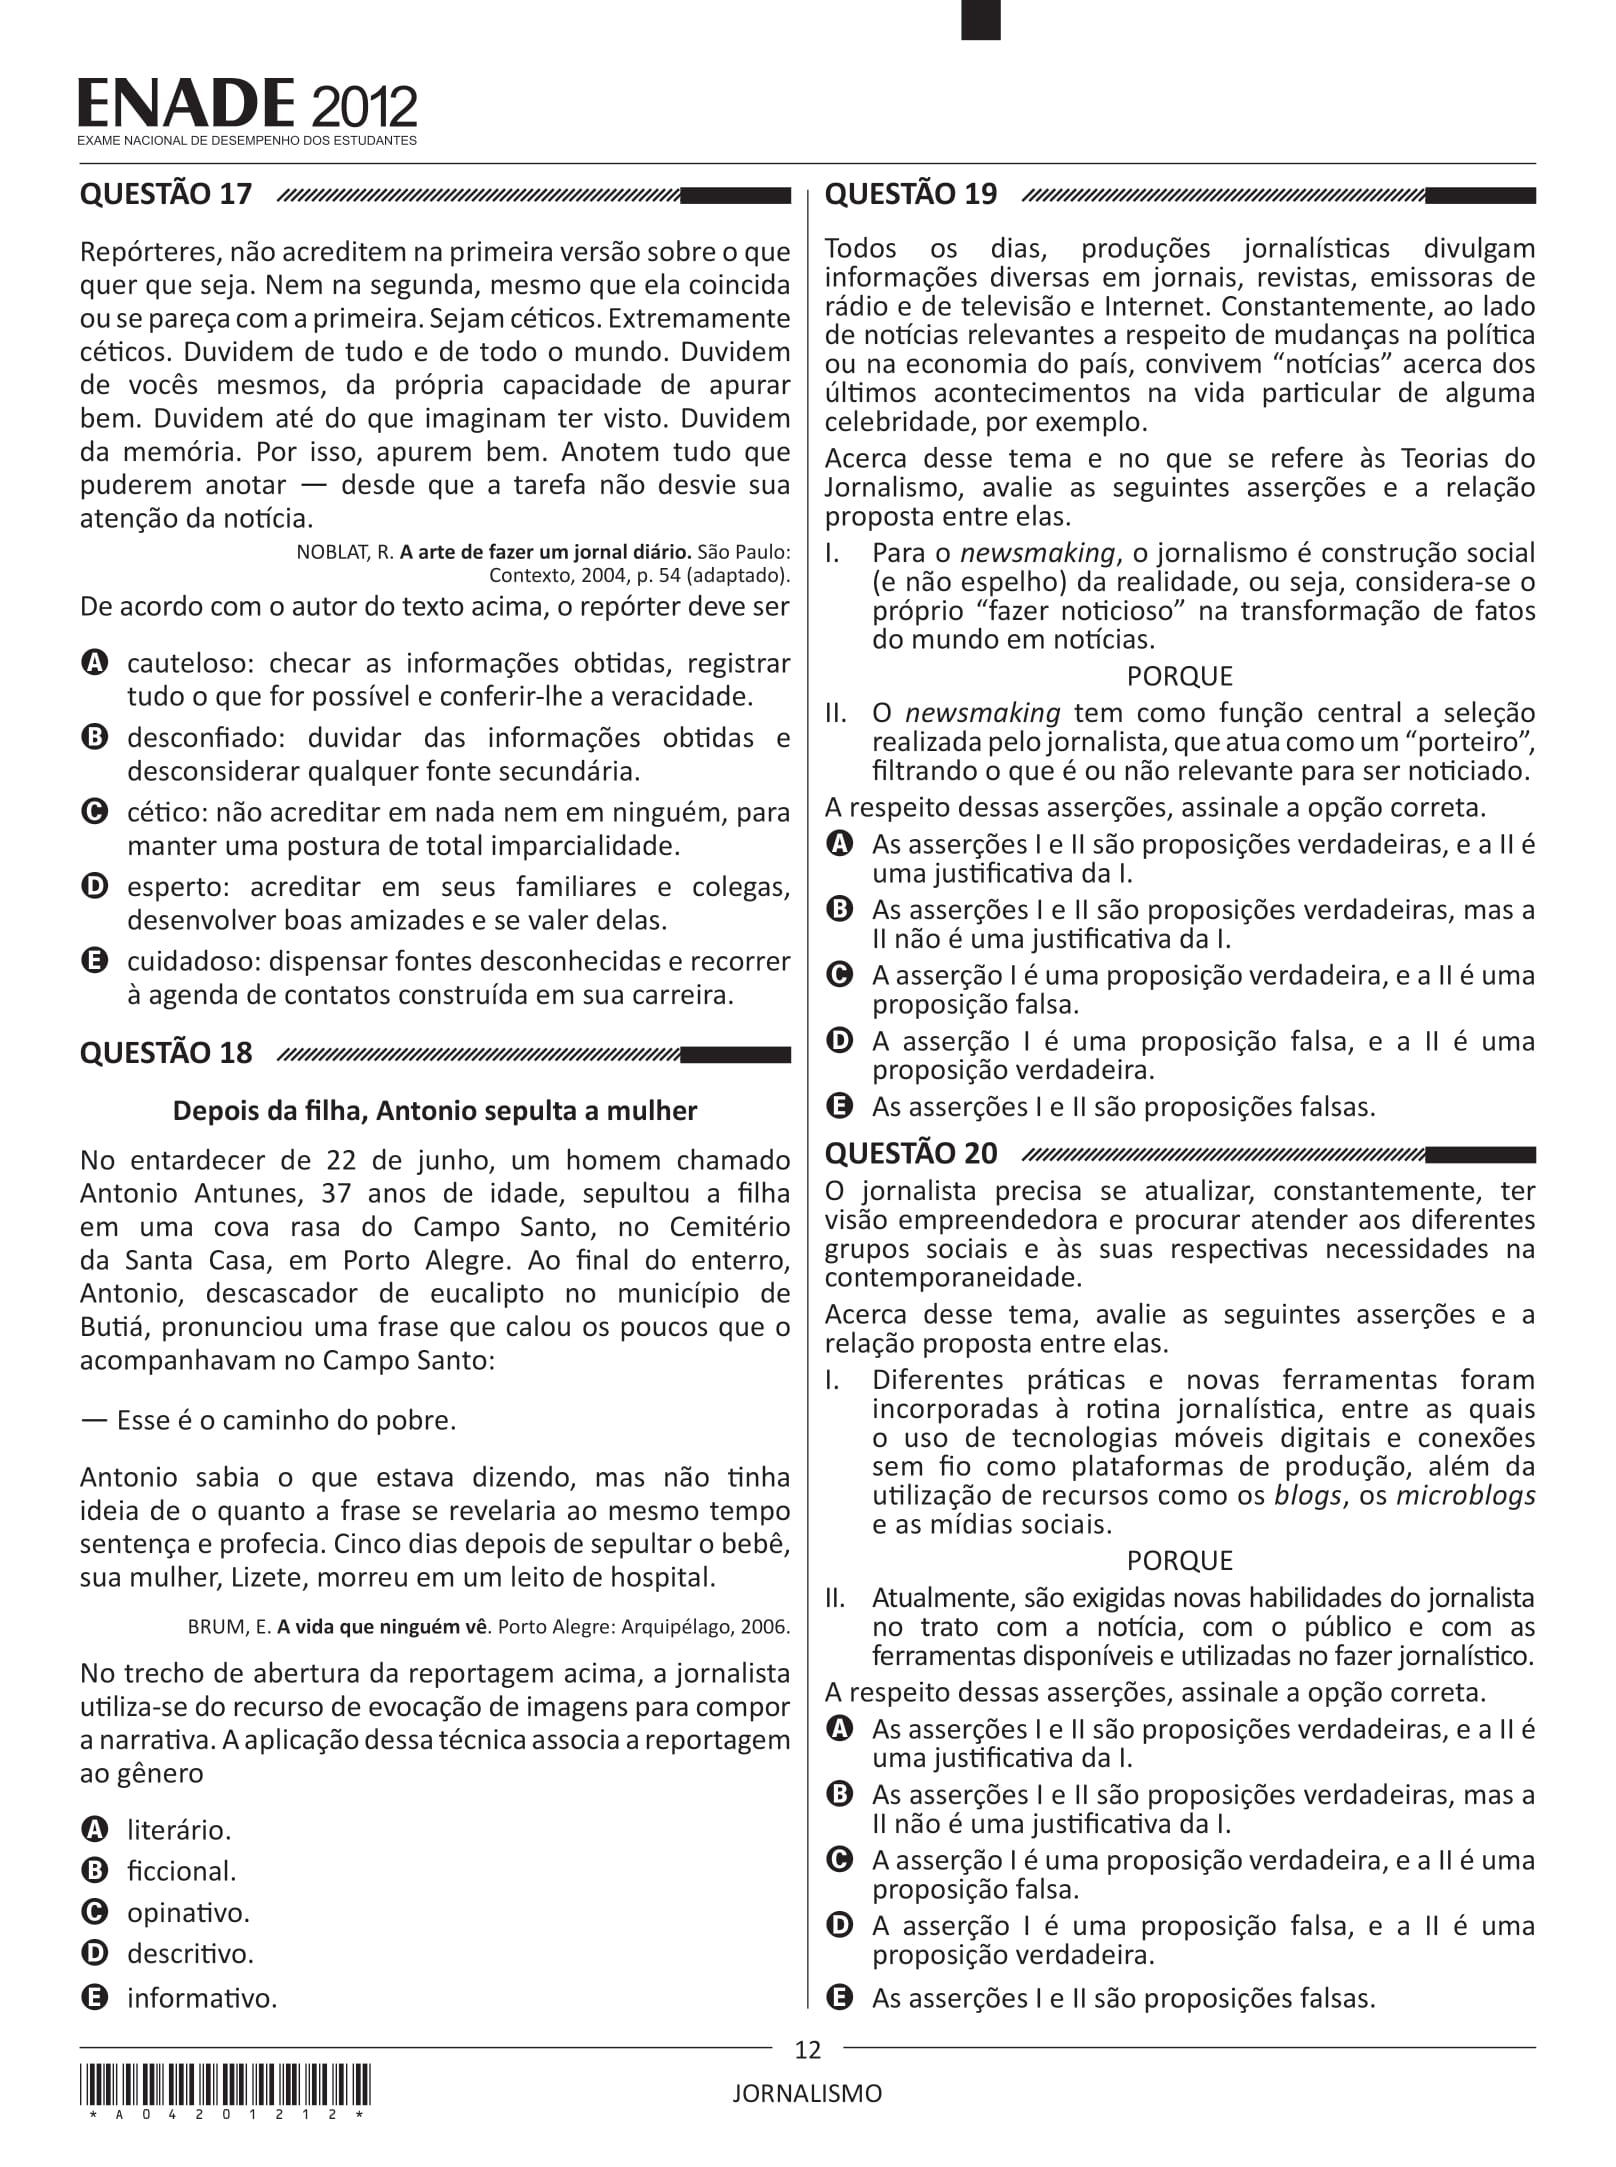 ENADE 2012
EXAME NACIONAL DE DESEMPENHO DOS ESTUDANTES
QUESTÃO 17
Repórteres, não acreditem na primeira versão sobre o que
quer que seja. Nem na segunda, mesmo que ela coincida
ou se pareça com a primeira. Sejam céticos. Extremamente
céticos. Duvidem de tudo e de todo o mundo. Duvidem
de vocês mesmos, da própria capacidade de apurar
bem. Duvidem até do que imaginam ter visto. Duvidem
da memória. Por isso, apurem bem. Anotem tudo que
puderem anotar — desde que a tarefa não desvie sua
atenção da notícia.
NOBLAT, R. A arte de fazer um jornal diário. São Paulo:
Contexto, 2004, p. 54 (adaptado).
De acordo com o autor do texto acima, o repórter deve ser
A cauteloso: checar as informações obtidas, registrar
tudo o que for possível e conferir-lhe a veracidade.
B desconfiado: duvidar das informações obtidas e
desconsiderar qualquer fonte secundária.
C cético: não acreditar em nada nem em ninguém, para
manter uma postura de total imparcialidade.
D esperto: acreditar em seus familiares e colegas,
desenvolver boas amizades e se valer delas.
E cuidadoso: dispensar fontes desconhecidas e recorrer
à agenda de contatos construída em sua carreira.
QUESTÃO 18
Depois da filha, Antonio sepulta a mulher
No entardecer de 22 de junho, um homem chamado
Antonio Antunes, 37 anos de idade, sepultou a filha
em uma cova rasa do Campo Santo, no Cemitério
da Santa Casa, em Porto Alegre. Ao final do enterro,
Antonio, descascador de eucalipto no município de
Butiá, pronunciou uma frase que calou os poucos que o
acompanhavam no Campo Santo:
— Esse é o caminho do pobre.
Antonio sabia o que estava dizendo, mas não tinha
ideia de o quanto a frase se revelaria ao mesmo tempo
sentença e profecia. Cinco dias depois de sepultar o bebê,
sua mulher, Lizete, morreu em um leito de hospital.
BRUM, E. A vida que ninguém vê. Porto Alegre: Arquipélago, 2006.
No trecho de abertura da reportagem acima, a jornalista
utiliza-se do recurso de evocação de imagens para compor
a narrativa. A aplicação dessa técnica associa a reportagem
ao gênero
A literário.
B ficcional.
C opinativo.
D descritivo.
E informativo.
QUESTÃO 19
Todos os dias, produções jornalísticas divulgam
informações diversas em jornais, revistas, emissoras de
rádio e de televisão e Internet. Constantemente, ao lado
de notícias relevantes a respeito de mudanças na política
ou na economia do país, convivem “notícias” acerca dos
últimos acontecimentos na vida particular de alguma
celebridade, por exemplo.
Acerca desse tema e no que se refere às Teorias do
Jornalismo, avalie as seguintes asserções e a relação
proposta entre elas.
I. Para o newsmaking, o jornalismo é construção social
(e não espelho) da realidade, ou seja, considera-se o
próprio “fazer noticioso” na transformação de fatos
do mundo em notícias.
PORQUE
II. O newsmaking tem como função central a seleção
realizada pelo jornalista, que atua como um “porteiro”,
filtrando o que é ou não relevante para ser noticiado.
A respeito dessas asserções, assinale a opção correta.
A As asserções I e II são proposições verdadeiras, e a II é
uma justificativa da I.
B As asserções I e II são proposições verdadeiras, mas a
II não é uma justificativa da I.
C A asserção I é uma proposição verdadeira, e a II é uma
proposição falsa.
D A asserção I é uma proposição falsa, e a II é uma
proposição verdadeira.
E As asserções I e II são proposições falsas.
QUESTÃO 20
O jornalista precisa se atualizar, constantemente, ter
visão empreendedora e procurar atender aos diferentes
grupos sociais e às suas respectivas necessidades na
contemporaneidade.
Acerca desse tema, avalie as seguintes asserções e a
relação proposta entre elas.
I. Diferentes práticas e novas ferramentas foram
incorporadas à rotina jornalística, entre as quais
o uso de tecnologias móveis digitais e conexões
sem fio como plataformas de produção, além da
utilização de recursos como os blogs, os microblogs
e as mídias sociais.
PORQUE
II. Atualmente, são exigidas novas habilidades do jornalista
no trato com a notícia, com o público e com as
ferramentas disponíveis e utilizadas no fazer jornalístico.
A respeito dessas asserções, assinale a opção correta.
A As asserções I e II são proposições verdadeiras, e a II é
uma justificativa da I.
B As asserções I e II são proposições verdadeiras, mas a
II não é uma justificativa da I.
C A asserção I é uma proposição verdadeira, e a II é uma
proposição falsa.
D A asserção I é uma proposição falsa, e a II é uma
proposição verdadeira.
E As asserções I e II são proposições falsas.
12
JORNALISMO
* A 0 4 2 0 1 2 1 2 *